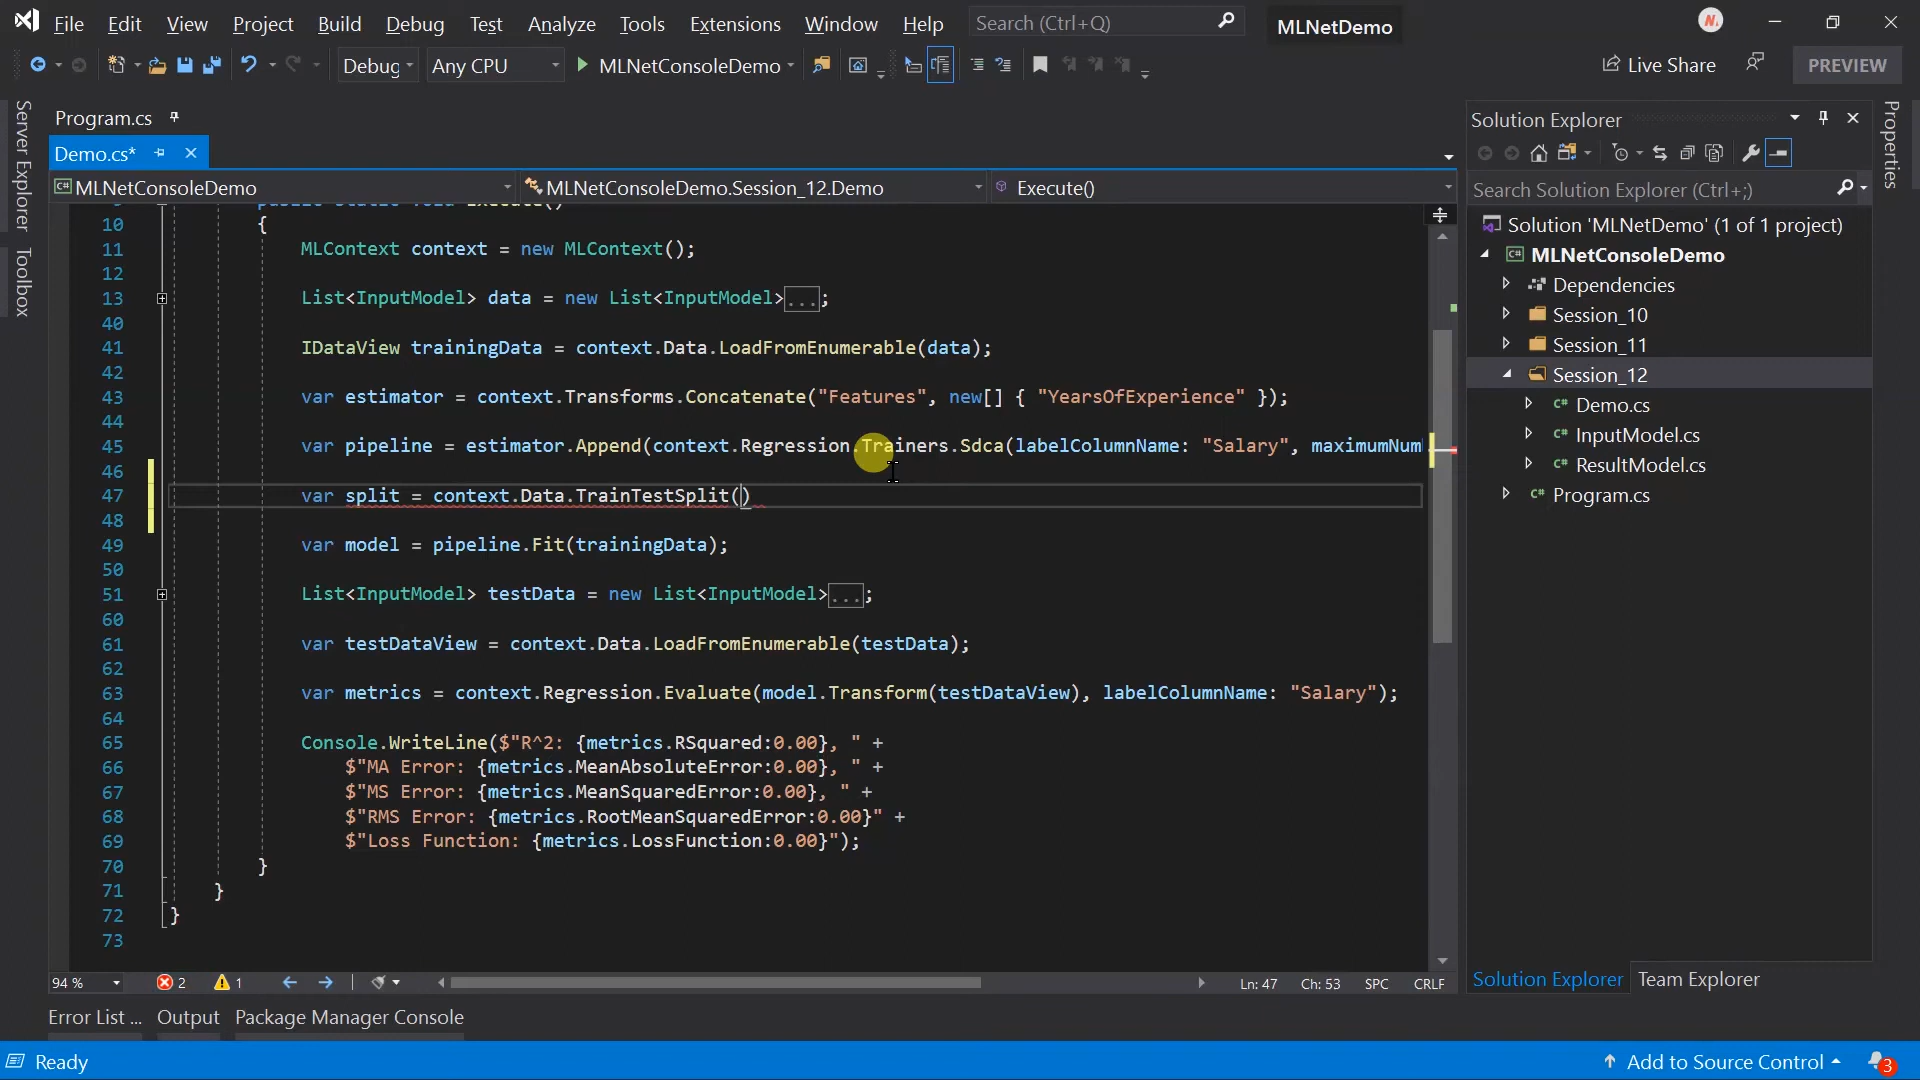 File Edit View Project Build Debug Test Analyze Tools Extensions Window Help Search (Ctrl+Q) MLNetDemo
Debug Any CPU MLNetConsoleDemo Live Share PREVIEW
Server Explorer
Toolbox
Program.cs
Demo.cs*
MLNetConsoleDemo MLNetConsoleDemo.Session_12.Demo Execute()
10 {
11 MLContext context = new MLContext();
12
13 List<InputModel> data = new List<InputModel>...;
40
41 IDataView trainingData = context.Data.LoadFromEnumerable(data);
42
43 var estimator = context.Transforms.Concatenate("Features", new[] { "YearsOfExperience" });
44
45 var pipeline = estimator.Append(context.Regression.Trainers.Sdca(labelColumnName: "Salary", maximumNum
46
47 var split = context.Data.TrainTestSplit()
48
49 var model = pipeline.Fit(trainingData);
50
51 List<InputModel> testData = new List<InputModel>...;
60
61 var testDataView = context.Data.LoadFromEnumerable(testData);
62
63 var metrics = context.Regression.Evaluate(model.Transform(testDataView), labelColumnName: "Salary");
64
65 Console.WriteLine($"R^2: {metrics.RSquared:0.00}, " +
66 $"MA Error: {metrics.MeanAbsoluteError:0.00}, " +
67 $"MS Error: {metrics.MeanSquaredError:0.00}, " +
68 $"RMS Error: {metrics.RootMeanSquaredError:0.00}" +
69 $"Loss Function: {metrics.LossFunction:0.00}");
70 }
71 }
72 }
73
94 % 2 1 Ln: 47 Ch: 53 SPC CRLF
Error List ... Output Package Manager Console
Solution Explorer
Search Solution Explorer (Ctrl+;)
Solution 'MLNetDemo' (1 of 1 project)
MLNetConsoleDemo
Dependencies
Session_10
Session_11
Session_12
Demo.cs
InputModel.cs
ResultModel.cs
Program.cs
Solution Explorer Team Explorer
Properties
Ready Add to Source Control 3